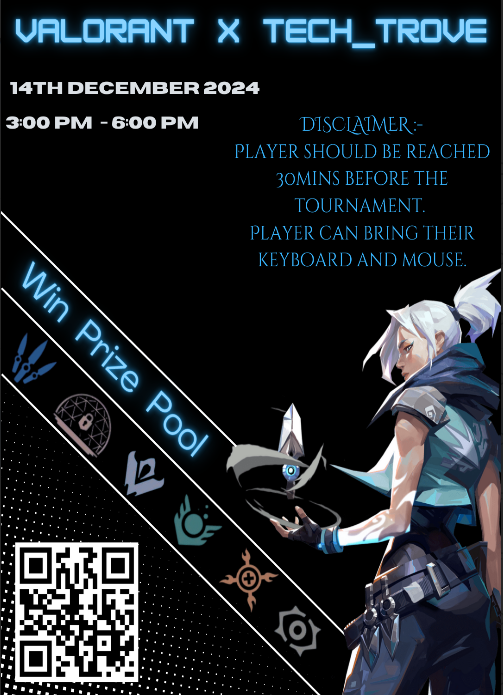 VALORANT X TECH_TROVE
14TH DECEMBER 2024
3:00 PM - 6:00 PM
DISCLAIMER :-
PLAYER SHOULD BE REACHED
30MINS BEFORE THE
TOURNAMENT.
PLAYER CAN BRING THEIR
KEYBOARD AND MOUSE.
Win Prize Pool